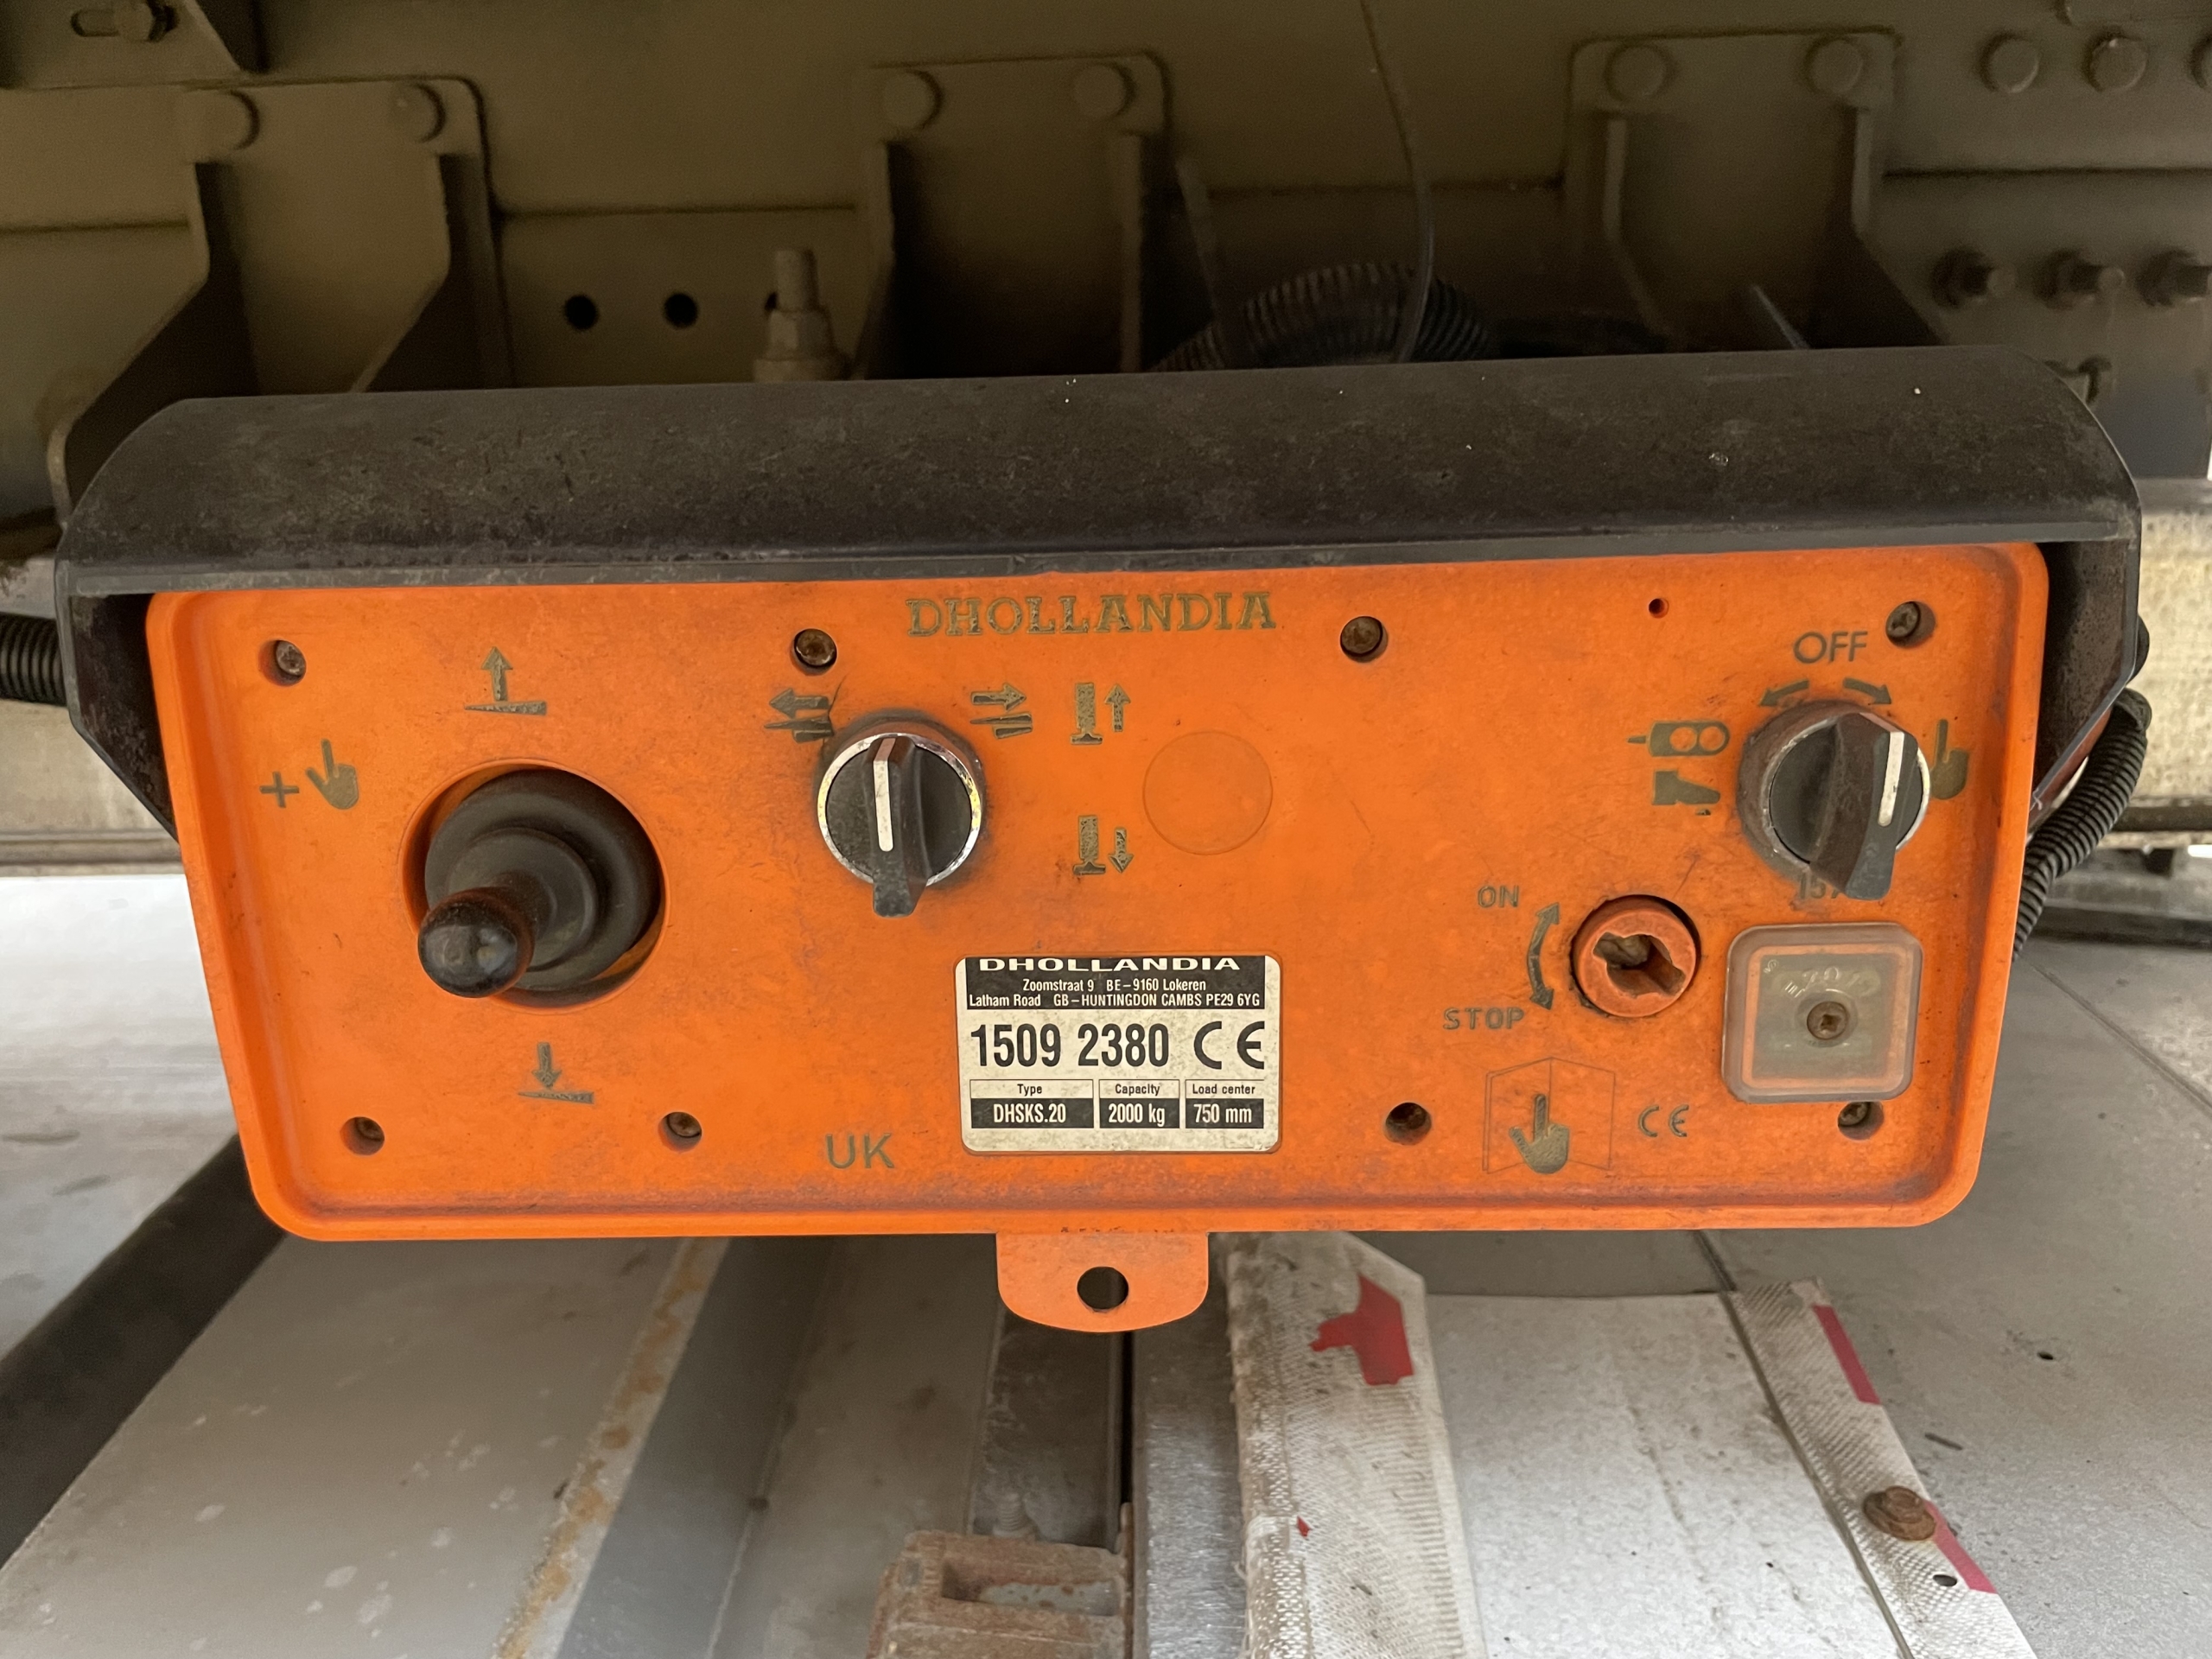 DHOLLANDIA
OFF
ON
STOP
DHOLLANDIA
Zoomstraat 9 BE-9160 Lokeren
Latham Road GB-HUNTINGDON CAMBS PE29 6YG
1509 2380 CE
Type Capacity Load center
DHSKS.20 2000 kg 750 mm
UK
CE